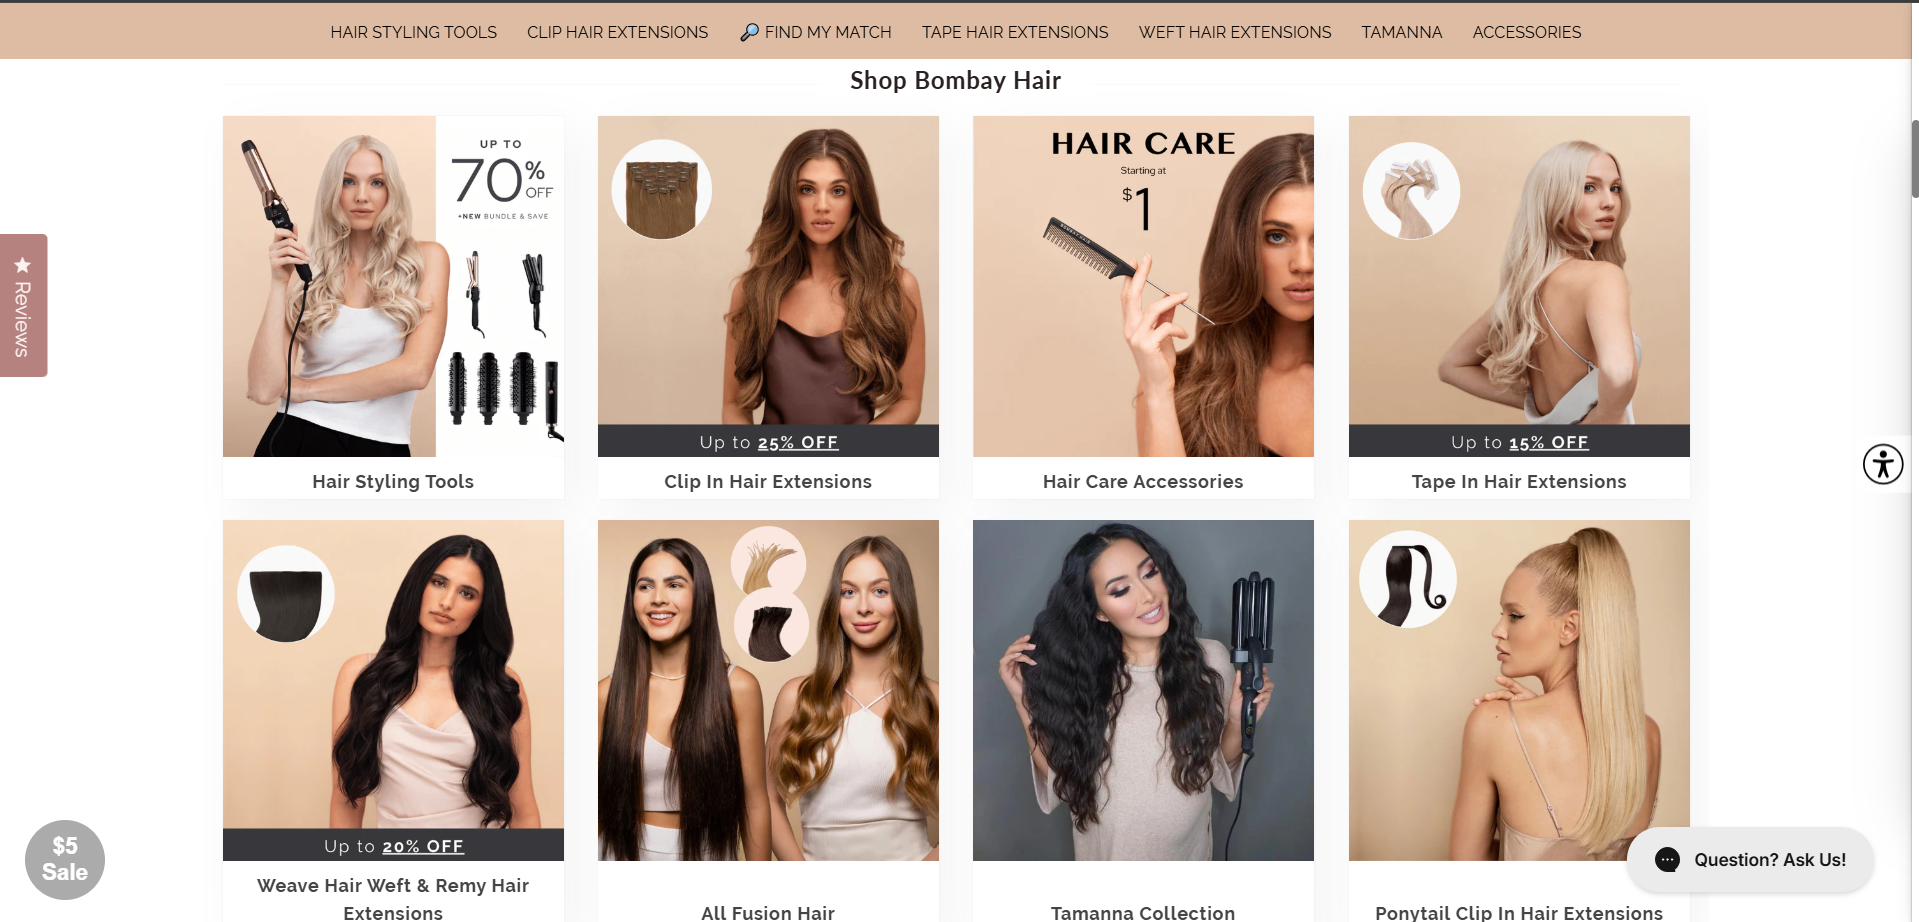 HAIR STYLING TOOLS CLIP HAIR EXTENSIONS 🔎 FIND MY MATCH TAPE HAIR EXTENSIONS WEFT HAIR EXTENSIONS TAMANNA ACCESSORIES
Shop Bombay Hair
UP TO
70% OFF
+NEW BUNDLE & SAVE
Hair Styling Tools
Up to 25% OFF
Clip In Hair Extensions
HAIR CARE
Starting at
$1
BOMBAY HAIR
Hair Care Accessories
Up to 15% OFF
Tape In Hair Extensions
Up to 20% OFF
Weave Hair Weft & Remy Hair
Extensions
All Fusion Hair
Tamanna Collection
Ponytail Clip In Hair Extensions
Reviews
$5
Sale
Question? Ask Us!